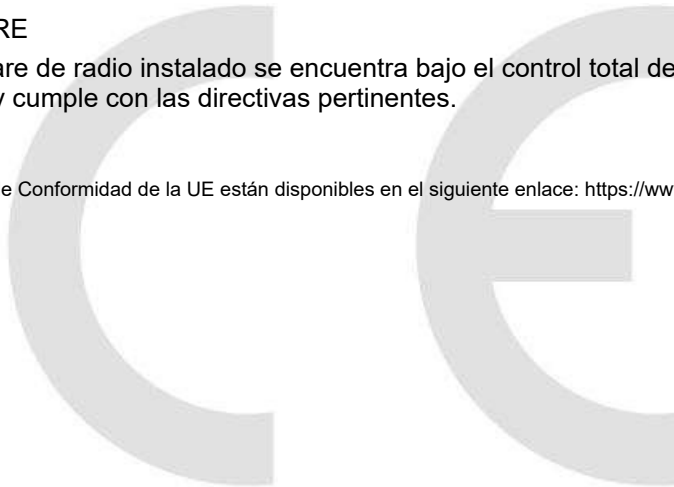 RE
are de radio instalado se encuentra bajo el control total de
y cumple con las directivas pertinentes.
e Conformidad de la UE están disponibles en el siguiente enlace: https://ww
CE